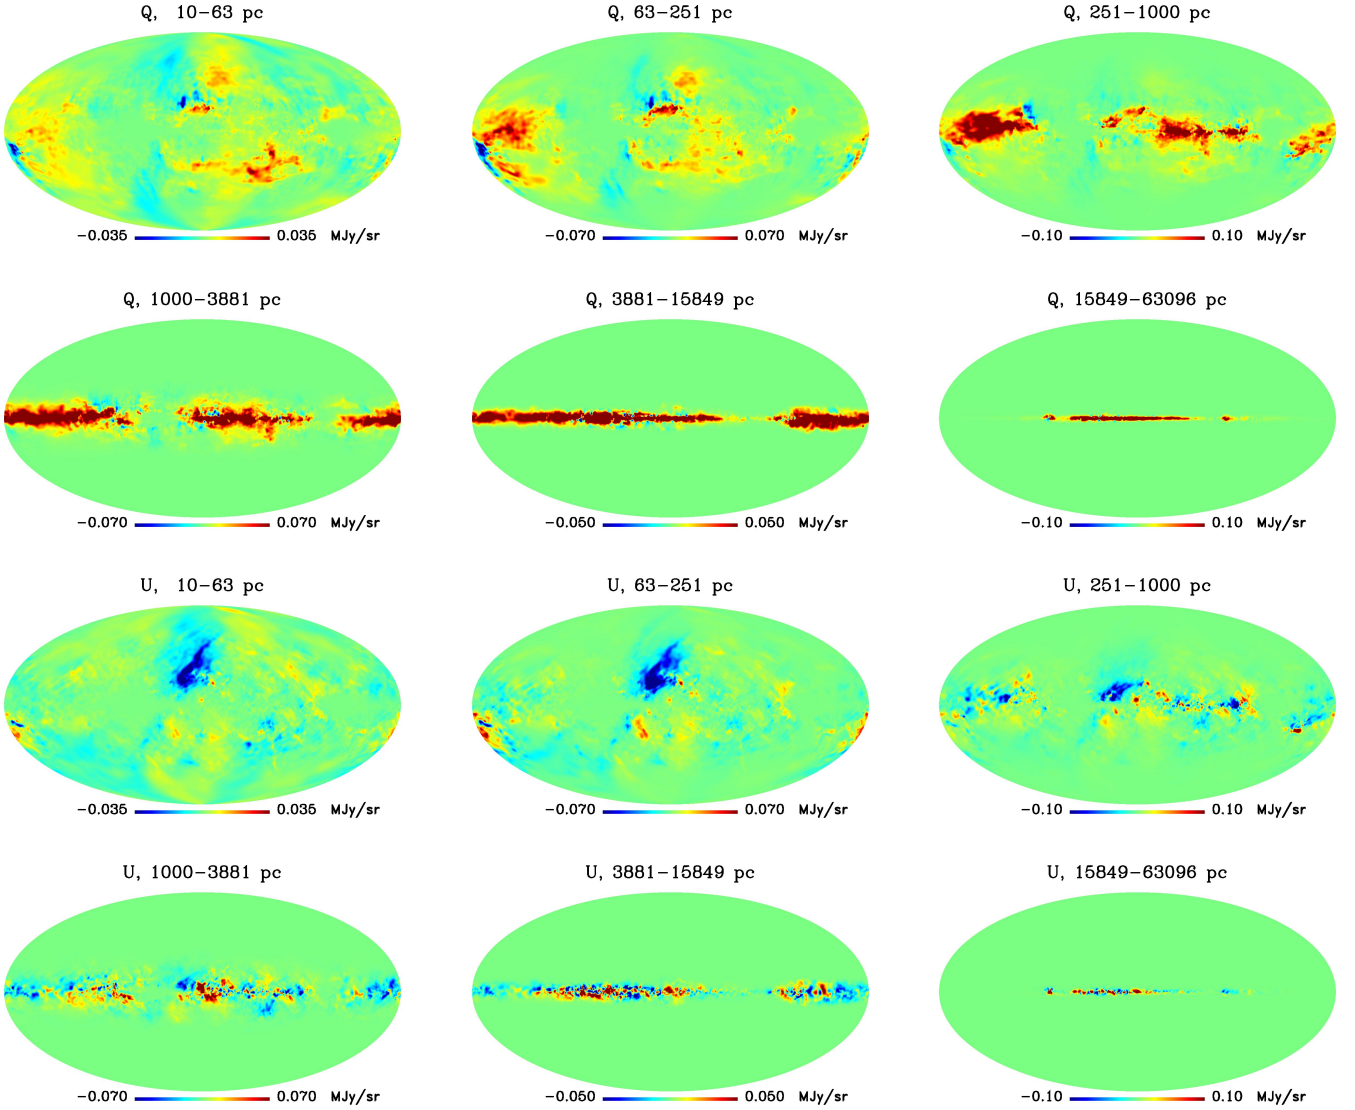 Q, 10−63 pc
Q, 63−251 pc
Q, 251−1000 pc
−0.035 0.035 MJy/sr
−0.070 0.070 MJy/sr
−0.10 0.10 MJy/sr
Q, 1000−3881 pc
Q, 3881−15849 pc
Q, 15849−63096 pc
−0.070 0.070 MJy/sr
−0.050 0.050 MJy/sr
−0.10 0.10 MJy/sr
U, 10−63 pc
U, 63−251 pc
U, 251−1000 pc
−0.035 0.035 MJy/sr
−0.070 0.070 MJy/sr
−0.10 0.10 MJy/sr
U, 1000−3881 pc
U, 3881−15849 pc
U, 15849−63096 pc
−0.070 0.070 MJy/sr
−0.050 0.050 MJy/sr
−0.10 0.10 MJy/sr